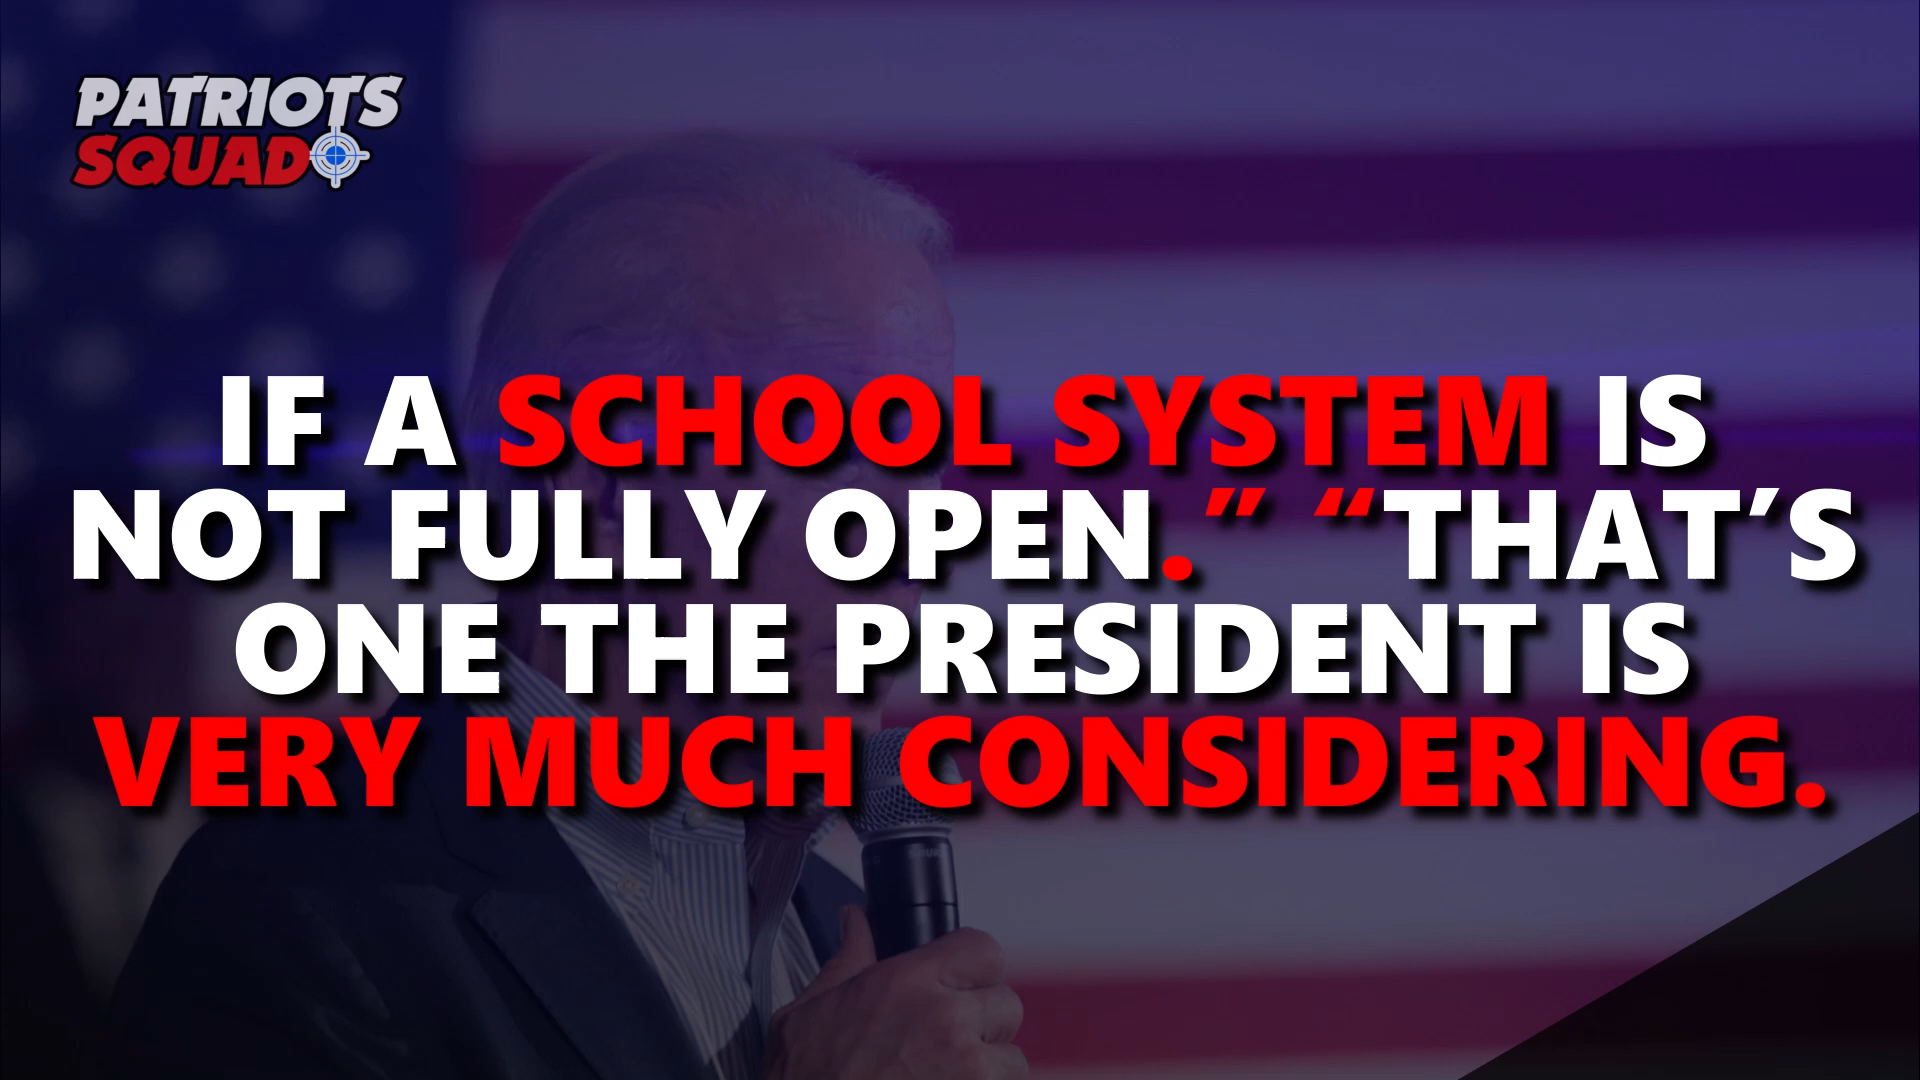 PATRIOTS
SQUAD
IF A SCHOOL SYSTEM IS
NOT FULLY OPEN.” “THAT’S
ONE THE PRESIDENT IS
VERY MUCH CONSIDERING.